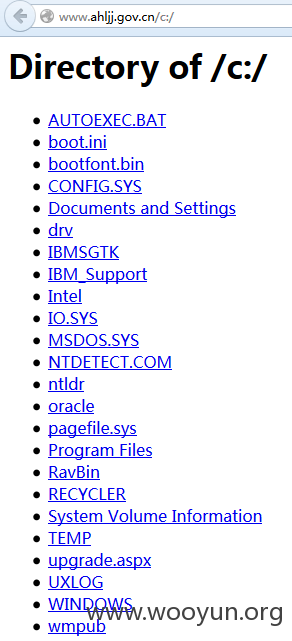 www.ahljj.gov.cn/c:/
Directory of /c:/
AUTOEXEC.BAT
boot.ini
bootfont.bin
CONFIG.SYS
Documents and Settings
drv
IBMSGTK
IBM_Support
Intel
IO.SYS
MSDOS.SYS
NTDETECT.COM
ntldr
oracle
pagefile.sys
Program Files
RavBin
RECYCLER
System Volume Information
TEMP
upgrade.aspx
UXLOG
WINDOWS
www.wooyun.org
wmpub